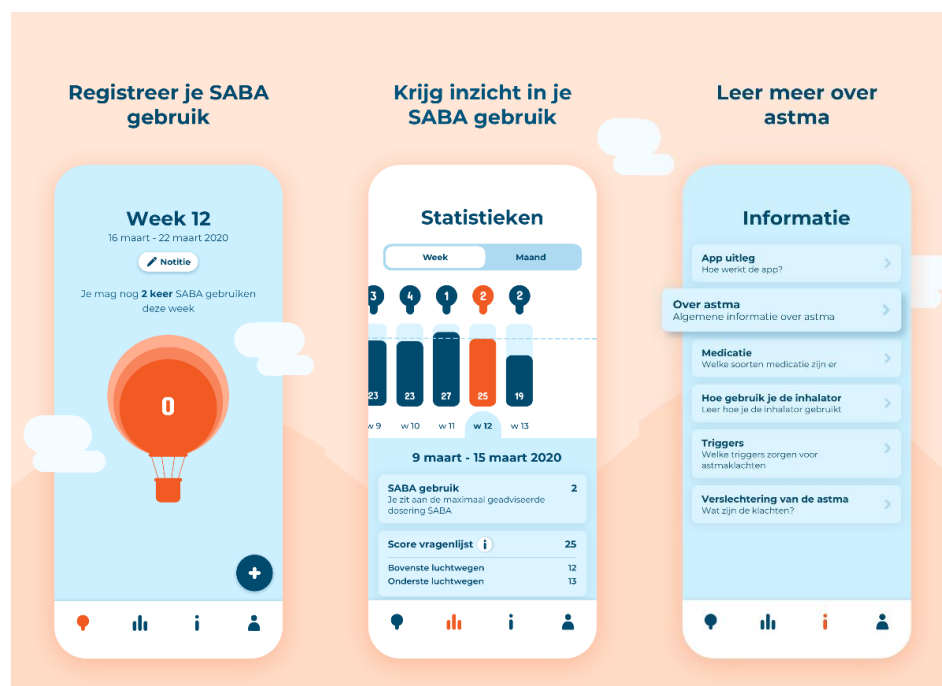 Registreer je SABA
gebruik
Week 12
16 maart - 22 maart 2020
Notitie
Je mag nog 2 keer SABA gebruiken
deze week
0
Krijg inzicht in je
SABA gebruik
Statistieken
Week Maand
3 4 1 2 2
23 23 27 25 19
w 9 w 10 w 11 w 12 w 13
9 maart - 15 maart 2020
SABA gebruik 2
Je zit aan de maximaal geadviseerde
dosering SABA
Score vragenlijst i 25
Bovenste luchtwegen 12
Onderste luchtwegen 13
Leer meer over
astma
Informatie
App uitleg
Hoe werkt de app?
Over astma
Algemene informatie over astma
Medicatie
Welke soorten medicatie zijn er
Hoe gebruik je de inhalator
Leer hoe je de inhalator gebruikt
Triggers
Welke triggers zorgen voor
astmaklachten
Verslechtering van de astma
Wat zijn de klachten?